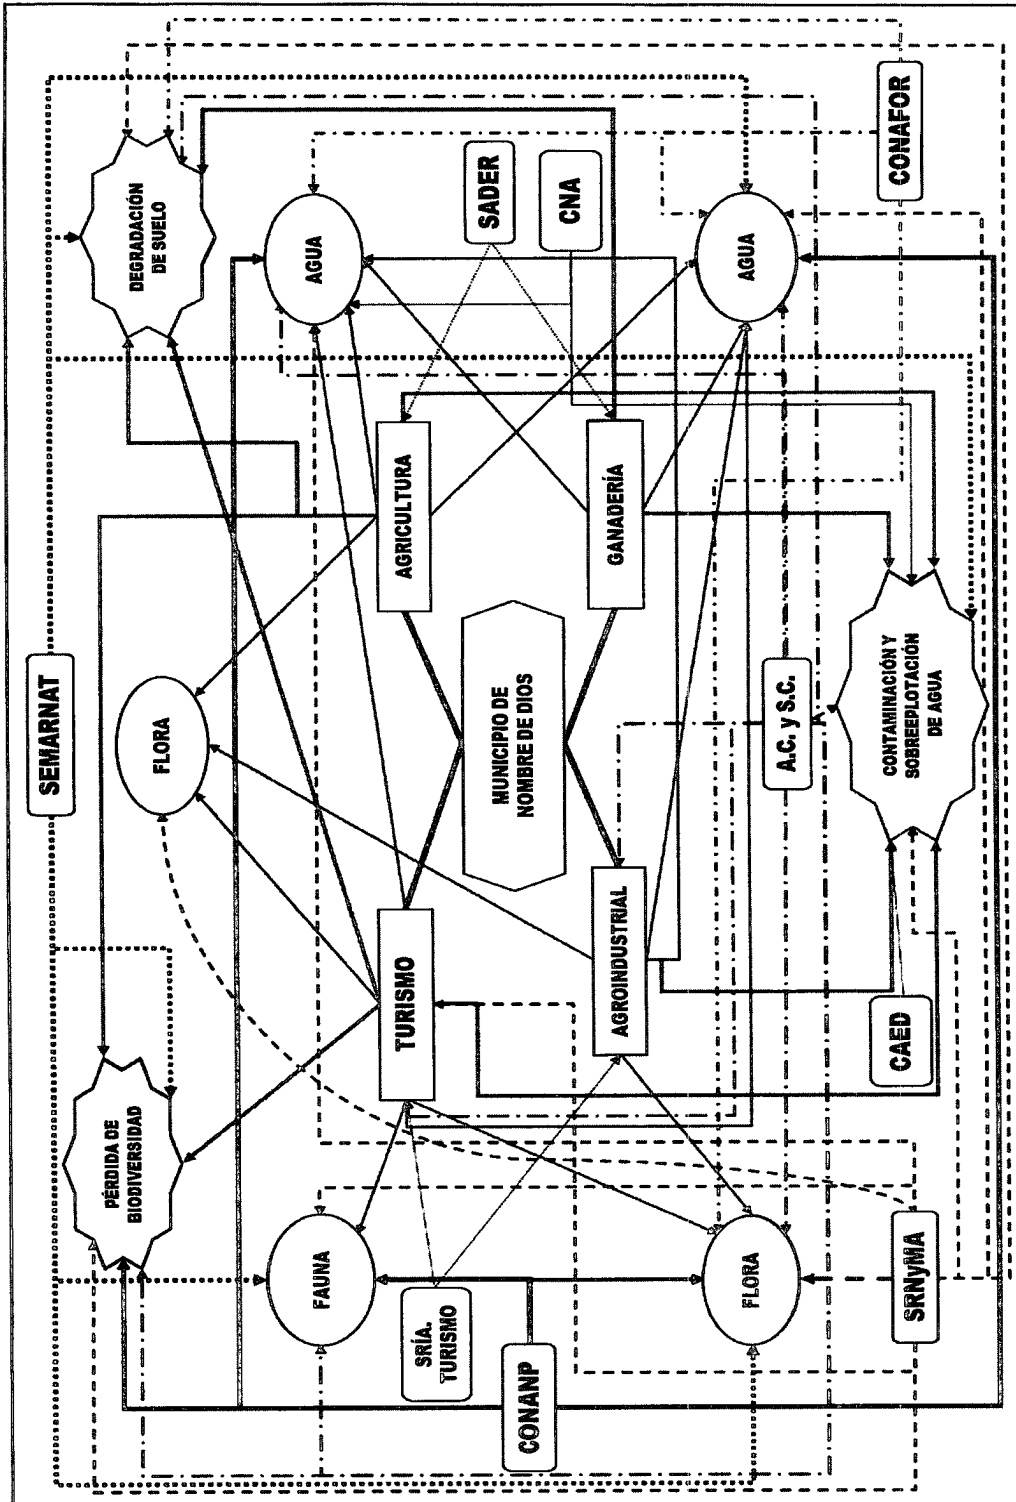 SEMARNAT
PÉRDIDA DE
BIODIVERSIDAD
FLORA
DEGRADACIÓN
DE SUELO
FAUNA
AGUA
TURISMO
AGRICULTURA
SRÍA.
TURISMO
SADER
CONANP
MUNICIPIO DE
NOMBRE DE DIOS
CNA
AGROINDUSTRIAL
GANADERÍA
FLORA
A.C. y S.C.
AGUA
SRNyMA
CAED
CONTAMINACIÓN Y
SOBREEPLOTACIÓN
DE AGUA
CONAFOR